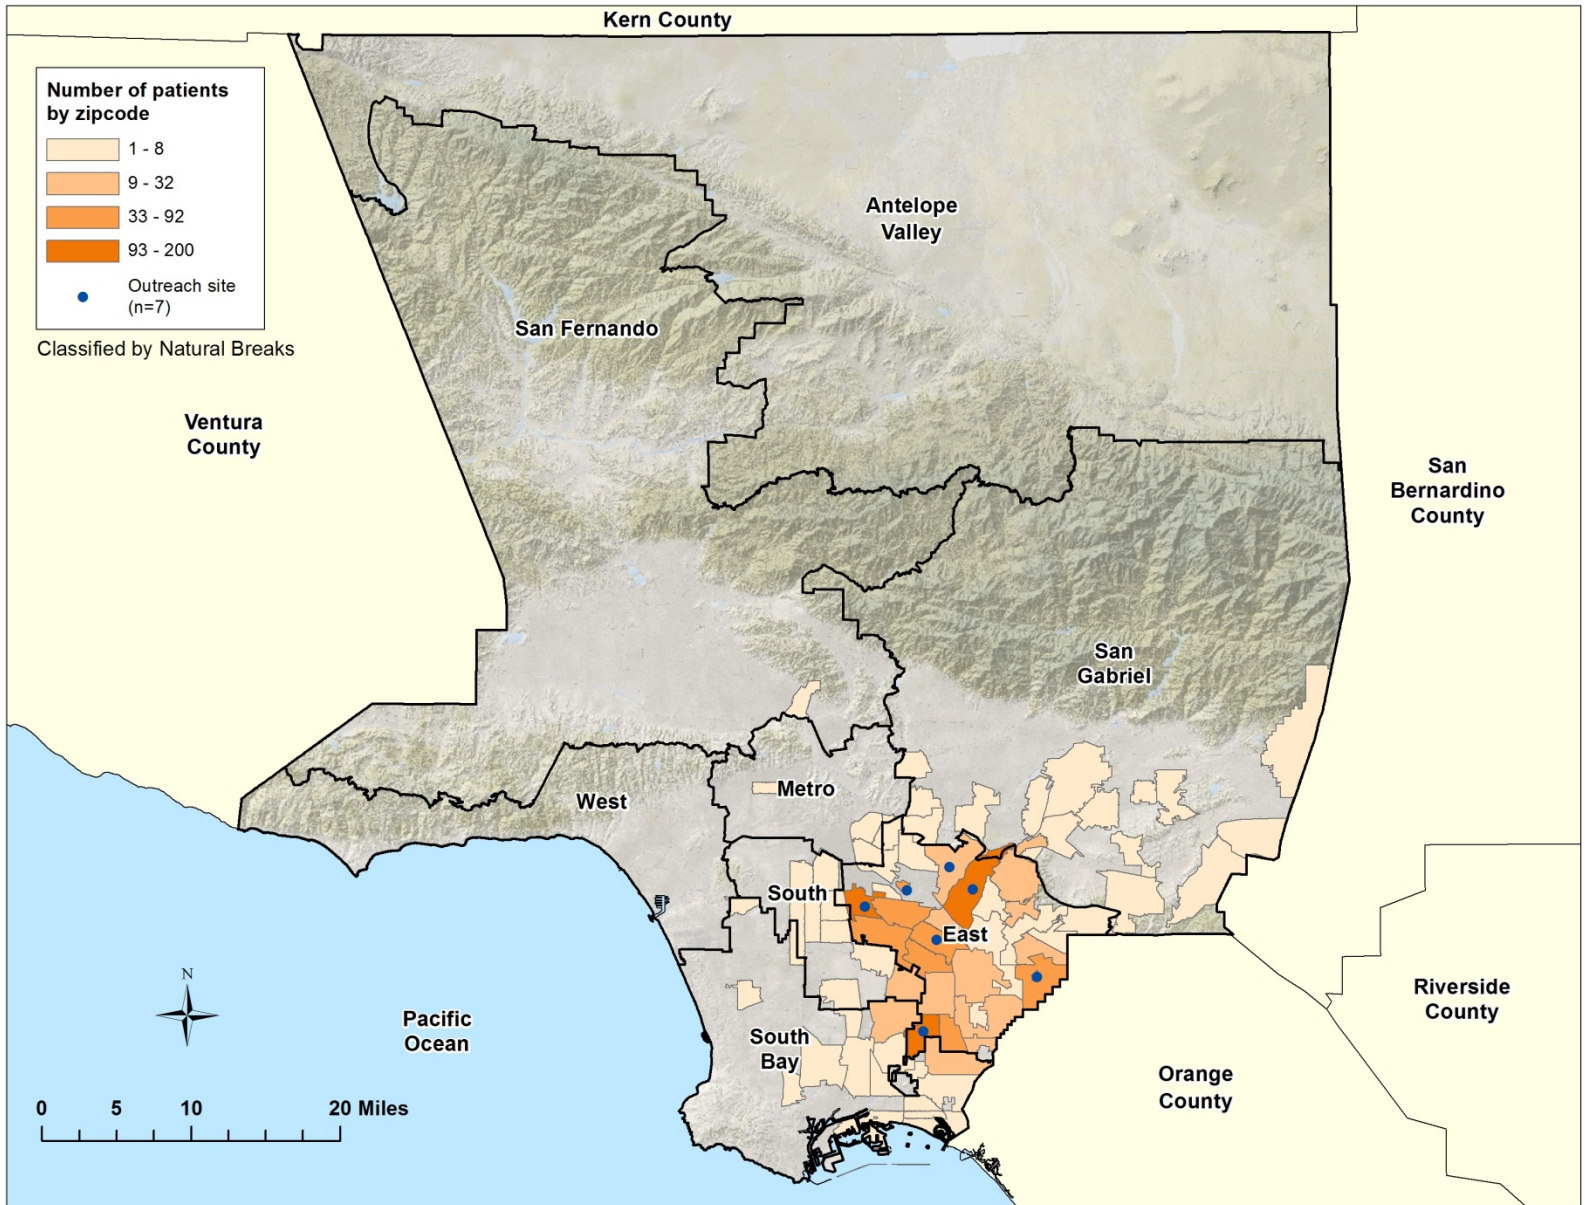 Kern County
Number of patients
by zipcode
1 - 8
9 - 32
33 - 92
93 - 200
Outreach site
(n=7)
Classified by Natural Breaks
Antelope
Valley
San Fernando
Ventura
County
San
Bernardino
County
San
Gabriel
Metro
West
South
East
N
Pacific
Ocean
South
Bay
Riverside
County
Orange
County
0 5 10 20 Miles